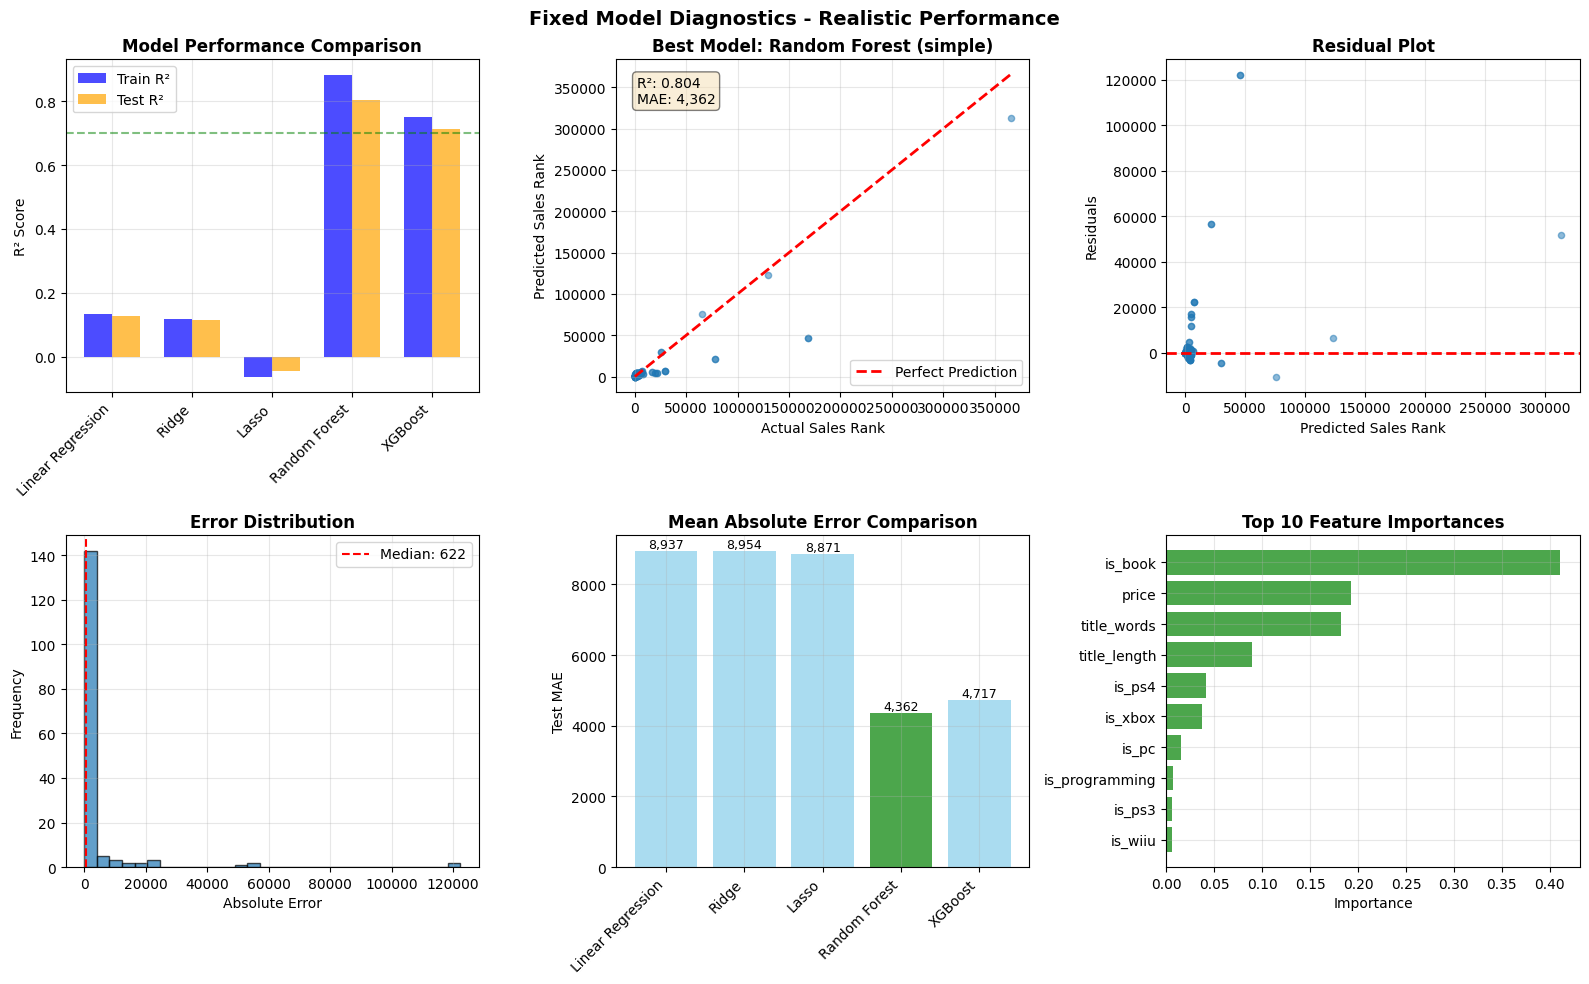 Fixed Model Diagnostics - Realistic Performance
Model Performance Comparison
Train R²
Test R²
R² Score
0.8
0.6
0.4
0.2
0.0
Linear Regression
Ridge
Lasso
Random Forest
XGBoost
Best Model: Random Forest (simple)
R²: 0.804
MAE: 4,362
Predicted Sales Rank
350000
300000
250000
200000
150000
100000
50000
0
Perfect Prediction
0 50000 100000 150000 200000 250000 300000 350000
Actual Sales Rank
Residual Plot
Residuals
120000
100000
80000
60000
40000
20000
0
0 50000 100000 150000 200000 250000 300000
Predicted Sales Rank
Error Distribution
Median: 622
Frequency
140
120
100
80
60
40
20
0
0 20000 40000 60000 80000 100000 120000
Absolute Error
Mean Absolute Error Comparison
8,937 8,954 8,871 4,362 4,717
Test MAE
8000
6000
4000
2000
0
Linear Regression
Ridge
Lasso
Random Forest
XGBoost
Top 10 Feature Importances
is_book
price
title_words
title_length
is_ps4
is_xbox
is_pc
is_programming
is_ps3
is_wiiu
0.00 0.05 0.10 0.15 0.20 0.25 0.30 0.35 0.40
Importance